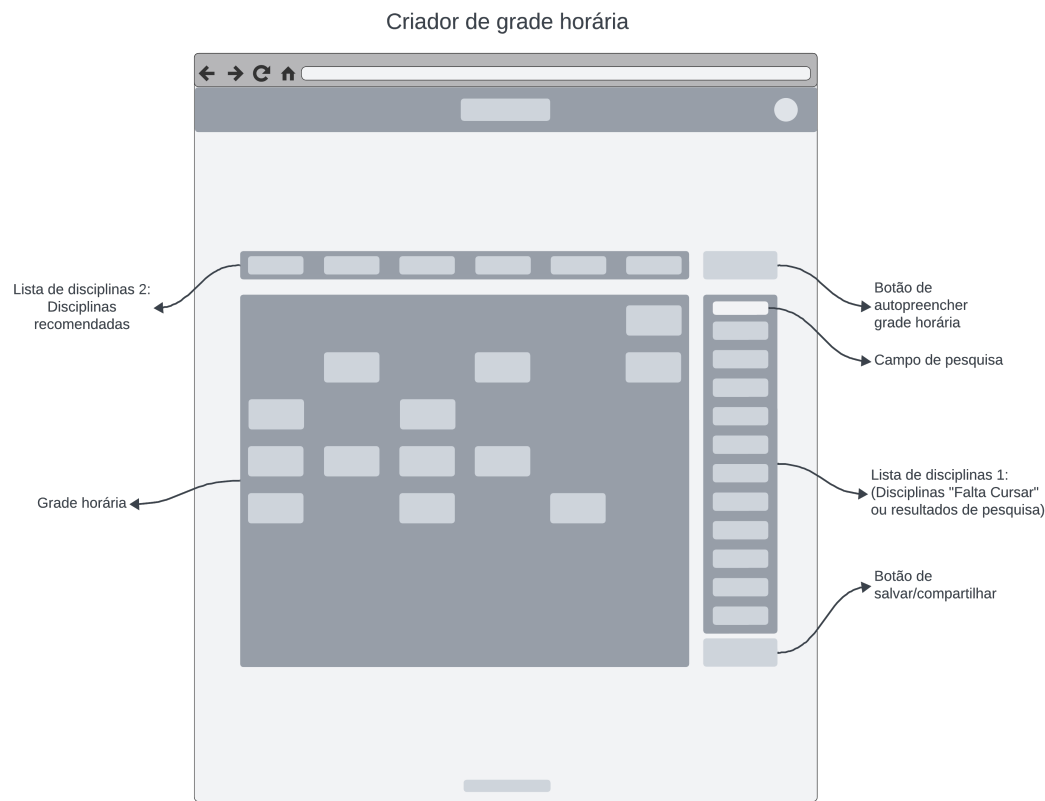 Criador de grade horária
Lista de disciplinas 2:
Disciplinas
recomendadas
Grade horária
Botão de
autopreencher
grade horária
Campo de pesquisa
Lista de disciplinas 1:
(Disciplinas "Falta Cursar"
ou resultados de pesquisa)
Botão de
salvar/compartilhar